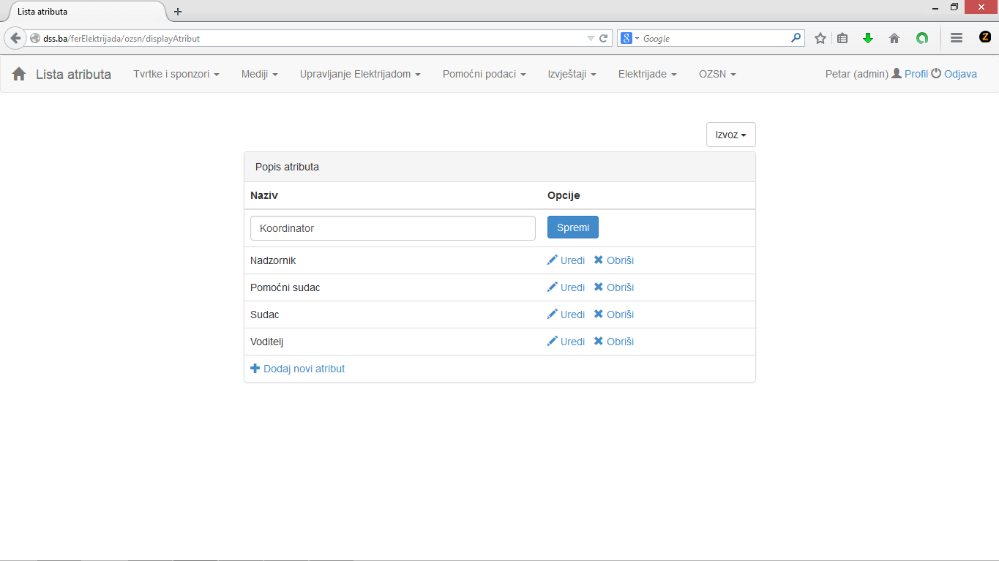 Lista atributa
dss.ba/ferElektrijada/ozsn/displayAtribut
Google
Lista atributa Tvrtke i sponzori Mediji Upravljanje Elektrijadom Pomoćni podaci Izvještaji Elektrijade OZSN Petar (admin) Profil Odjava
Izvoz
Popis atributa
Naziv Opcije
Koordinator Spremi
Nadzornik Uredi Obriši
Pomoćni sudac Uredi Obriši
Sudac Uredi Obriši
Voditelj Uredi Obriši
Dodaj novi atribut